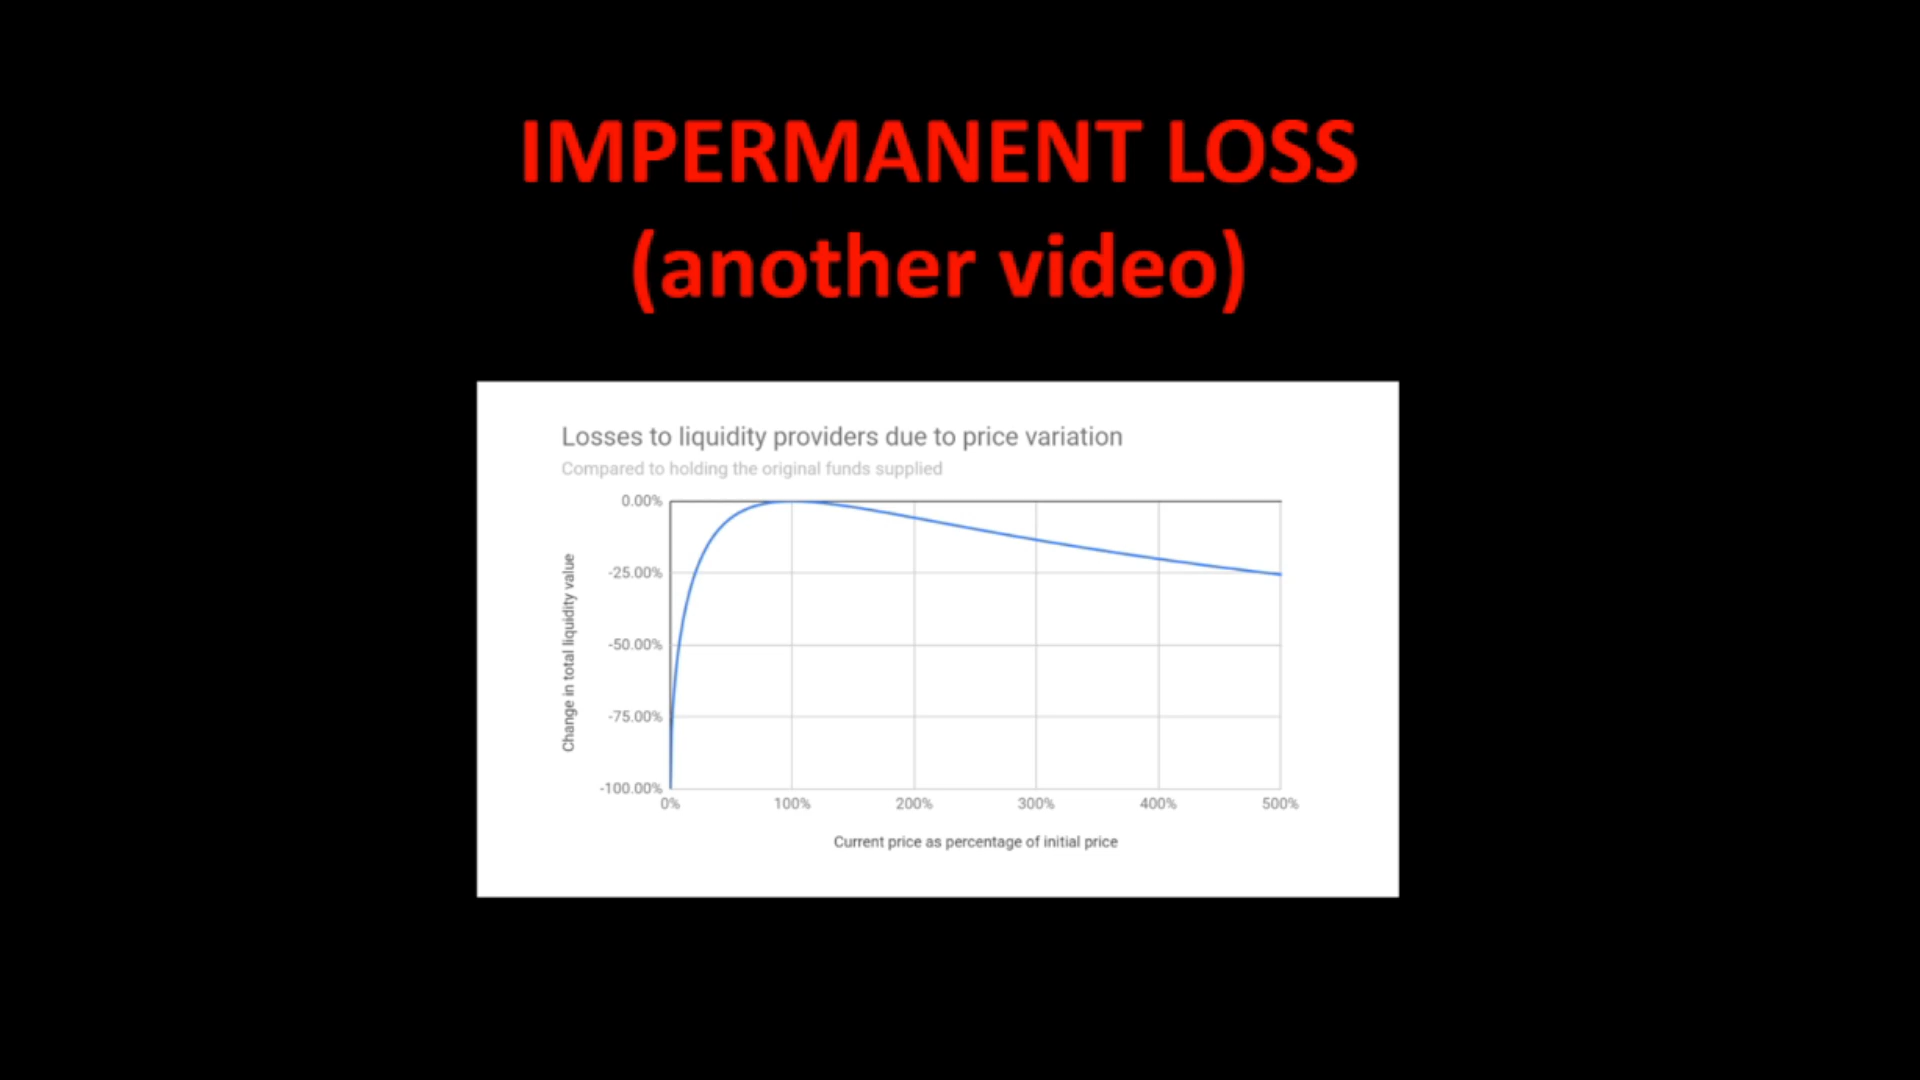 IMPERMANENT LOSS
(another video)
Losses to liquidity providers due to price variation
Compared to holding the original funds supplied
Change in total liquidity value
0.00%
-25.00%
-50.00%
-75.00%
-100.00%
0% 100% 200% 300% 400% 500%
Current price as percentage of initial price